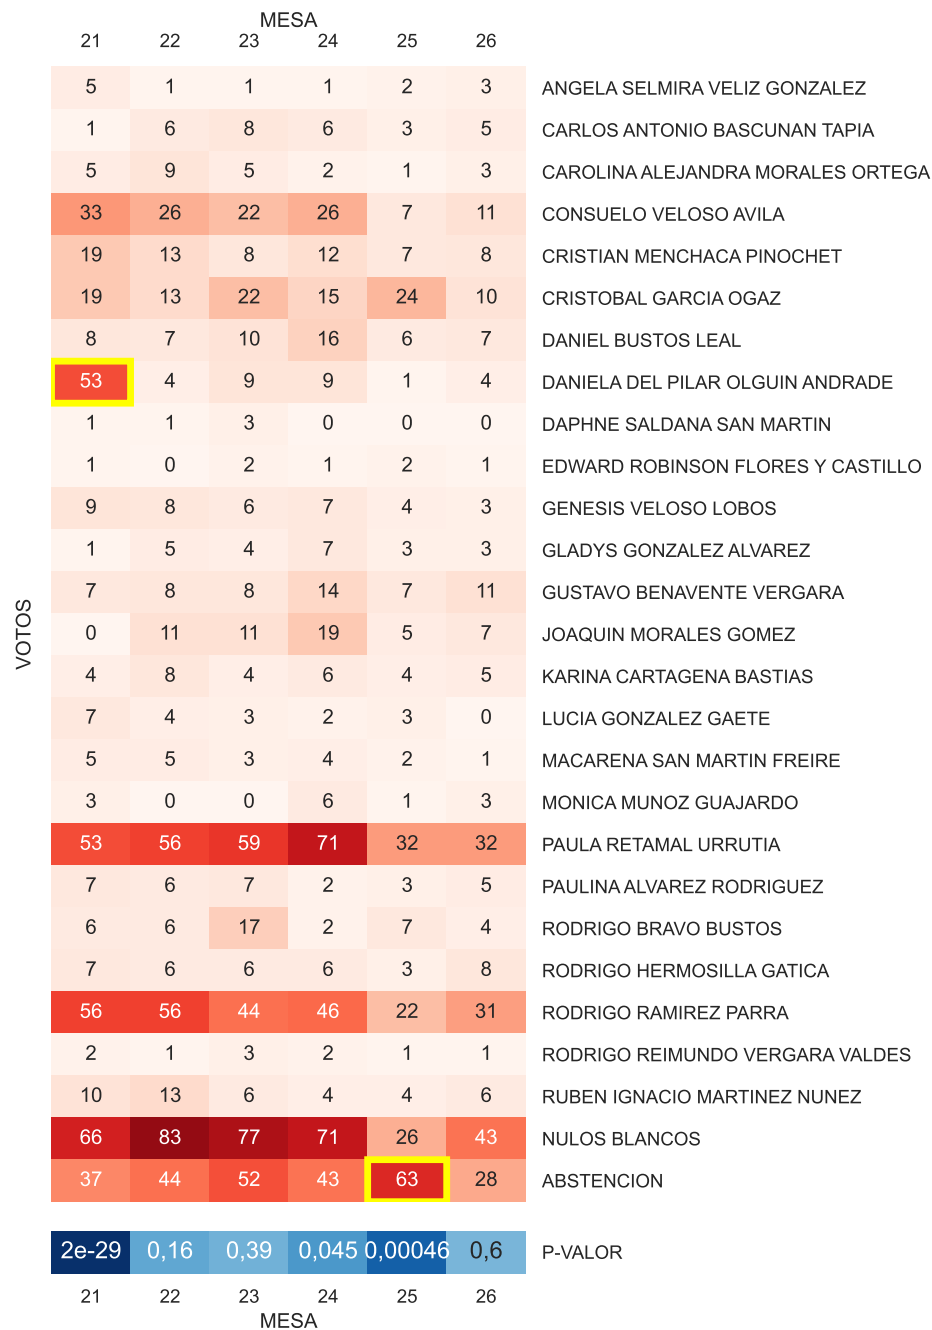 MESA
21 22 23 24 25 26
5 1 1 1 2 3 ANGELA SELMIRA VELIZ GONZALEZ
1 6 8 6 3 5 CARLOS ANTONIO BASCUNAN TAPIA
5 9 5 2 1 3 CAROLINA ALEJANDRA MORALES ORTEGA
33 26 22 26 7 11 CONSUELO VELOSO AVILA
19 13 8 12 7 8 CRISTIAN MENCHACA PINOCHET
19 13 22 15 24 10 CRISTOBAL GARCIA OGAZ
8 7 10 16 6 7 DANIEL BUSTOS LEAL
53 4 9 9 1 4 DANIELA DEL PILAR OLGUIN ANDRADE
1 1 3 0 0 0 DAPHNE SALDANA SAN MARTIN
1 0 2 1 2 1 EDWARD ROBINSON FLORES Y CASTILLO
9 8 6 7 4 3 GENESIS VELOSO LOBOS
1 5 4 7 3 3 GLADYS GONZALEZ ALVAREZ
7 8 8 14 7 11 GUSTAVO BENAVENTE VERGARA
VOTOS
0 11 11 19 5 7 JOAQUIN MORALES GOMEZ
4 8 4 6 4 5 KARINA CARTAGENA BASTIAS
7 4 3 2 3 0 LUCIA GONZALEZ GAETE
5 5 3 4 2 1 MACARENA SAN MARTIN FREIRE
3 0 0 6 1 3 MONICA MUNOZ GUAJARDO
53 56 59 71 32 32 PAULA RETAMAL URRUTIA
7 6 7 2 3 5 PAULINA ALVAREZ RODRIGUEZ
6 6 17 2 7 4 RODRIGO BRAVO BUSTOS
7 6 6 6 3 8 RODRIGO HERMOSILLA GATICA
56 56 44 46 22 31 RODRIGO RAMIREZ PARRA
2 1 3 2 1 1 RODRIGO REIMUNDO VERGARA VALDES
10 13 6 4 4 6 RUBEN IGNACIO MARTINEZ NUNEZ
66 83 77 71 26 43 NULOS BLANCOS
37 44 52 43 63 28 ABSTENCION
2e-29 0,16 0,39 0,045 0,00046 0,6 P-VALOR
21 22 23 24 25 26
MESA